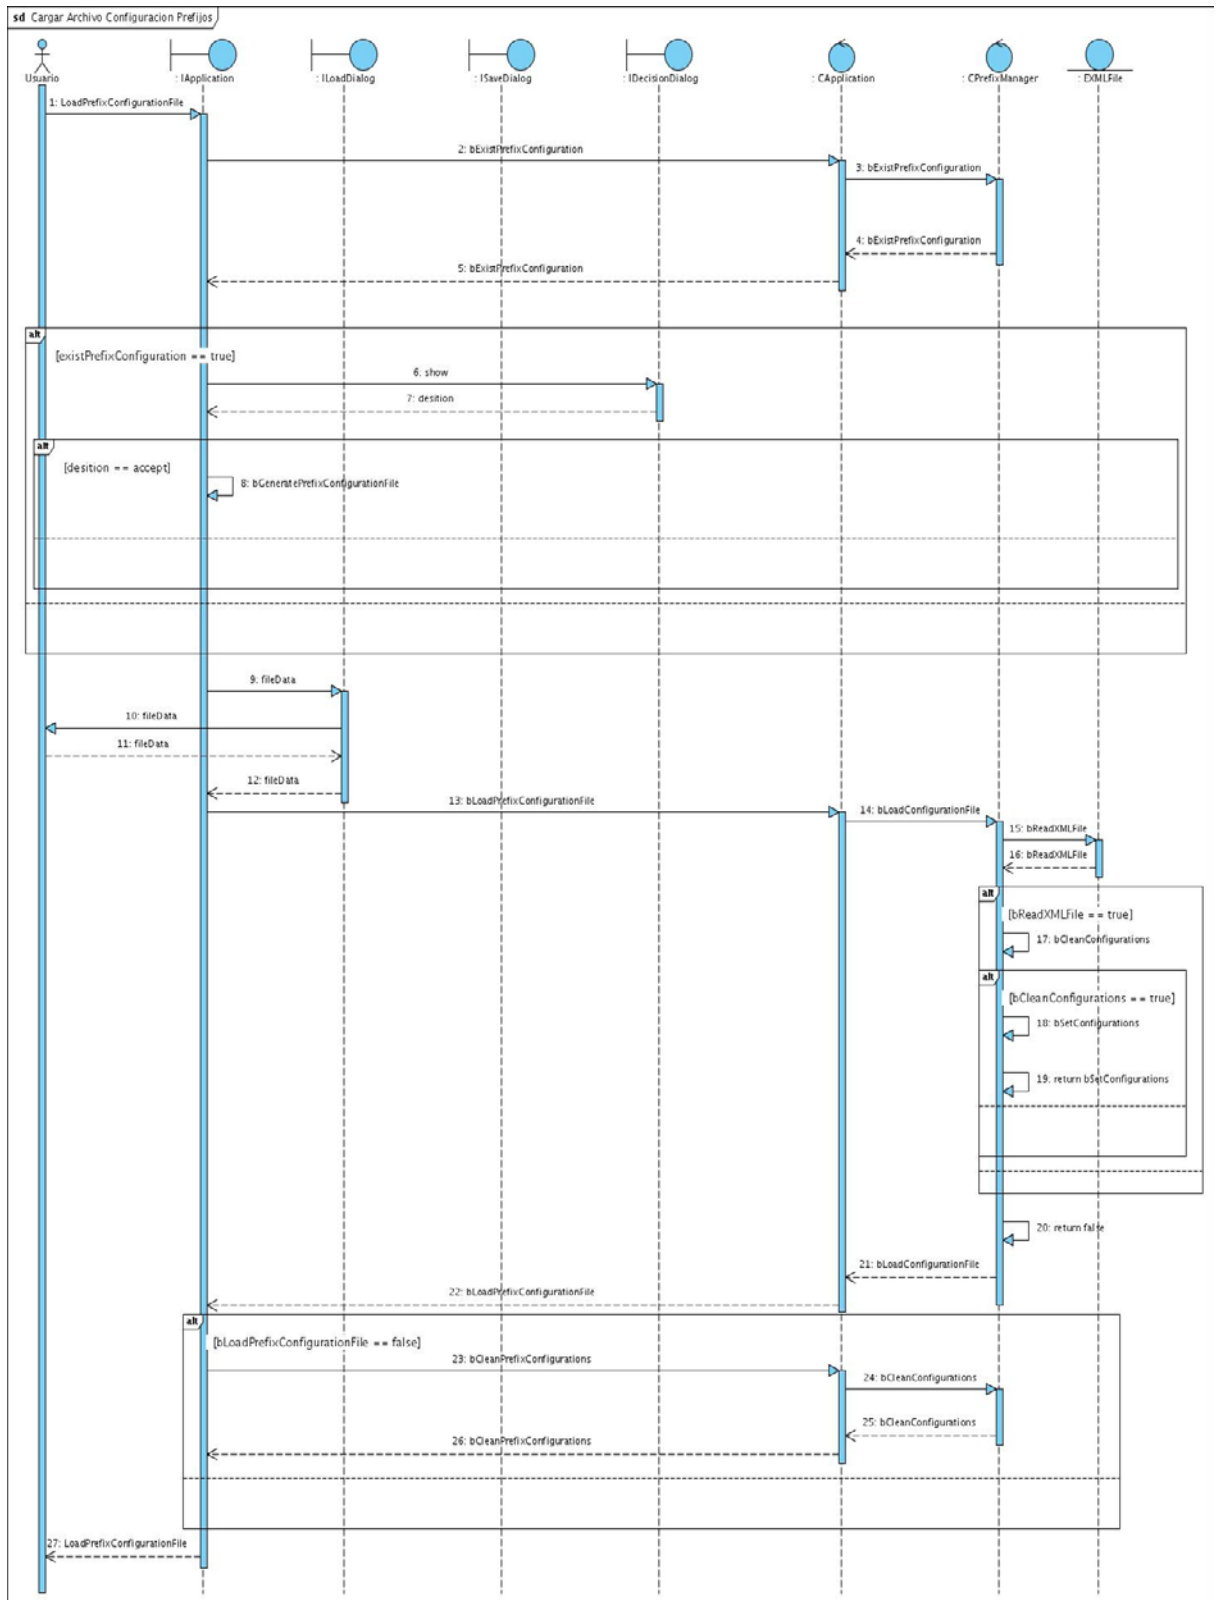 sd Cargar Archivo Configuracion Prefijos
Usuario
: IApplication
: ILoadDialog
: ISaveDialog
: IDecisionDialog
: CApplication
: CPrefixManager
: EXMLFile
1: LoadPrefixConfigurationFile
2: bExistPrefixConfiguration
3: bExistPrefixConfiguration
4: bExistPrefixConfiguration
5: bExistPrefixConfiguration
alt
[existPrefixConfiguration == true]
6: show
7: desition
alt
[desition == accept]
8: bGeneratePrefixConfigurationFile
9: fileData
10: fileData
11: fileData
12: fileData
13: bLoadPrefixConfigurationFile
14: bLoadConfigurationFile
15: bReadXMLFile
16: bReadXMLFile
alt
[bReadXMLFile == true]
17: bCleanConfigurations
alt
[bCleanConfigurations == true]
18: bSetConfigurations
19: return bSetConfigurations
20: return false
21: bLoadConfigurationFile
22: bLoadPrefixConfigurationFile
alt
[bLoadPrefixConfigurationFile == false]
23: bCleanPrefixConfigurations
24: bCleanConfigurations
25: bCleanConfigurations
26: bCleanPrefixConfigurations
27: LoadPrefixConfigurationFile